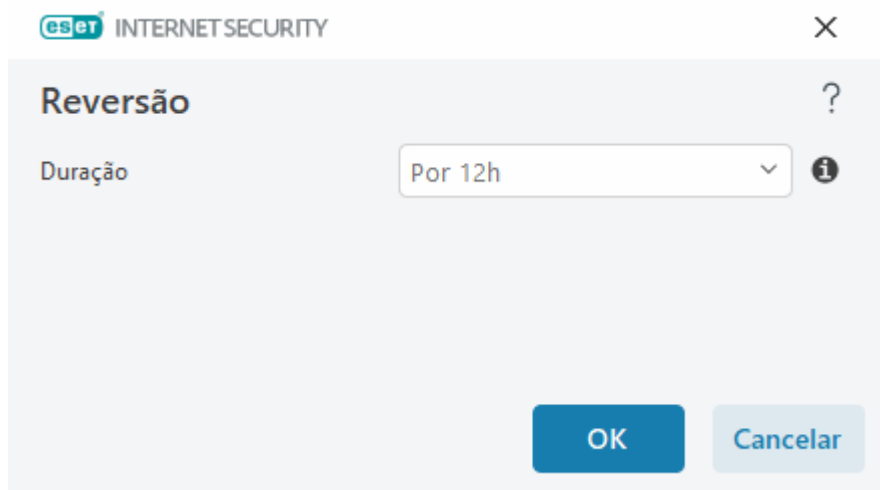 eset INTERNET SECURITY
Reversão
?
Duração
Por 12h
OK
Cancelar